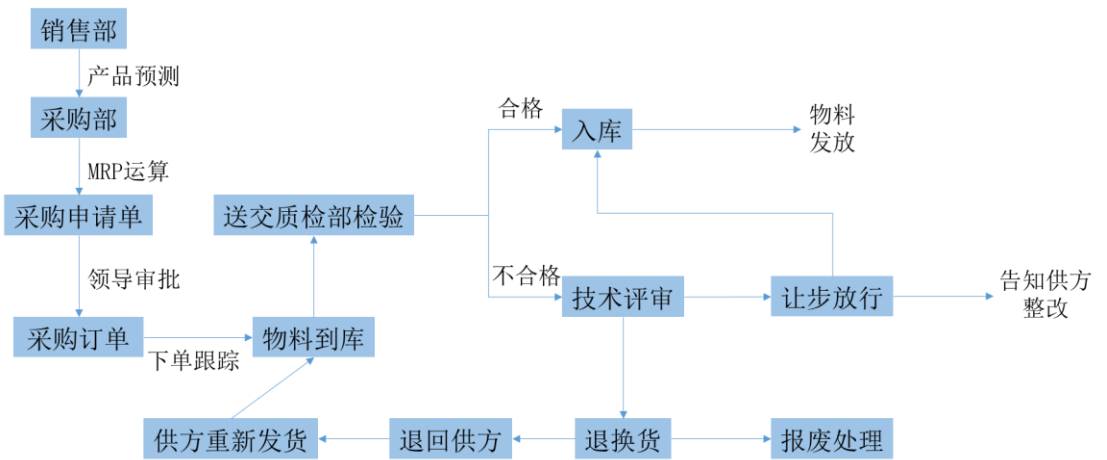 销售部
产品预测
采购部
MRP运算
采购申请单
领导审批
采购订单
下单跟踪
物料到库
送交质检部检验
合格
入库
物料
发放
不合格
技术评审
让步放行
告知供方
整改
供方重新发货
退回供方
退换货
报废处理